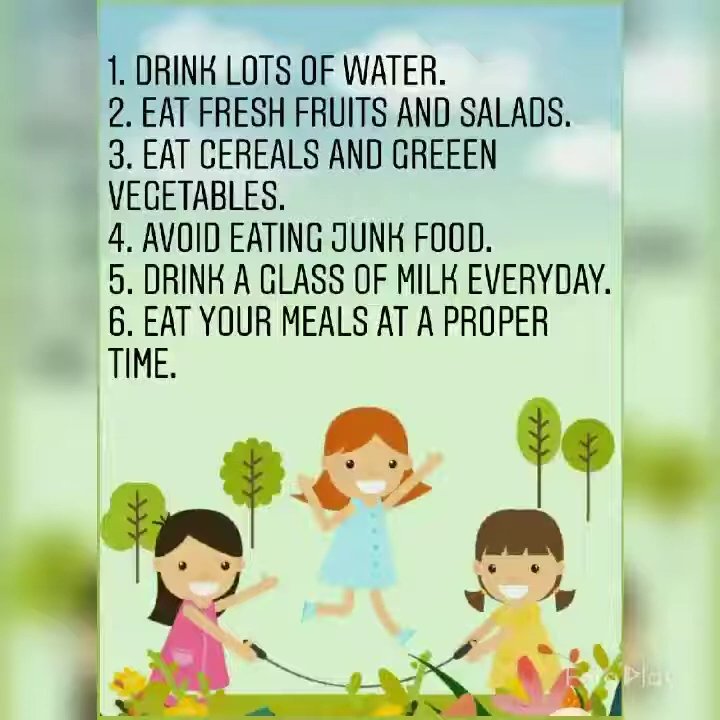 1. DRINK LOTS OF WATER.
2. EAT FRESH FRUITS AND SALADS.
3. EAT CEREALS AND GREEEN
VEGETABLES.
4. AVOID EATING JUNK FOOD.
5. DRINK A GLASS OF MILK EVERYDAY.
6. EAT YOUR MEALS AT A PROPER
TIME.